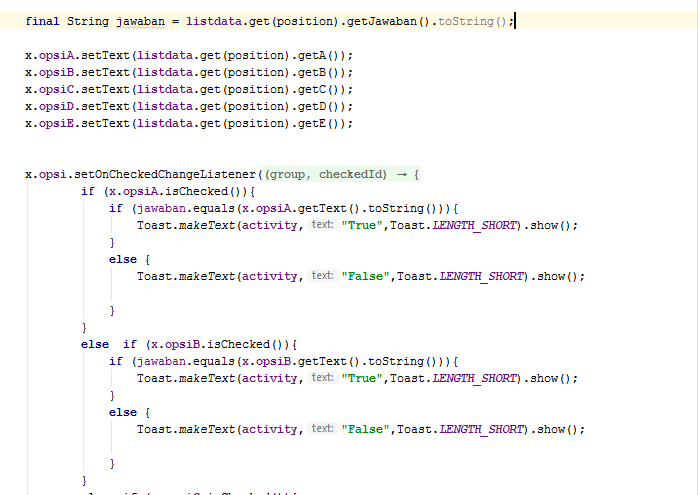 final String jawaban = listdata.get(position).getJawaban().toString();
x.opsiA.setText(listdata.get(position).getA());
x.opsiB.setText(listdata.get(position).getB());
x.opsiC.setText(listdata.get(position).getC());
x.opsiD.setText(listdata.get(position).getD());
x.opsiE.setText(listdata.get(position).getE());
x.opsi.setOnCheckedChangeListener((group, checkedId) → {
if (x.opsiA.isChecked()){
if (jawaban.equals(x.opsiA.getText().toString())){
Toast.makeText(activity, text: "True",Toast.LENGTH_SHORT).show();
}
else {
Toast.makeText(activity, text: "False",Toast.LENGTH_SHORT).show();
}
}
else  if (x.opsiB.isChecked()){
if (jawaban.equals(x.opsiB.getText().toString())){
Toast.makeText(activity, text: "True",Toast.LENGTH_SHORT).show();
}
else {
Toast.makeText(activity, text: "False",Toast.LENGTH_SHORT).show();
}
}